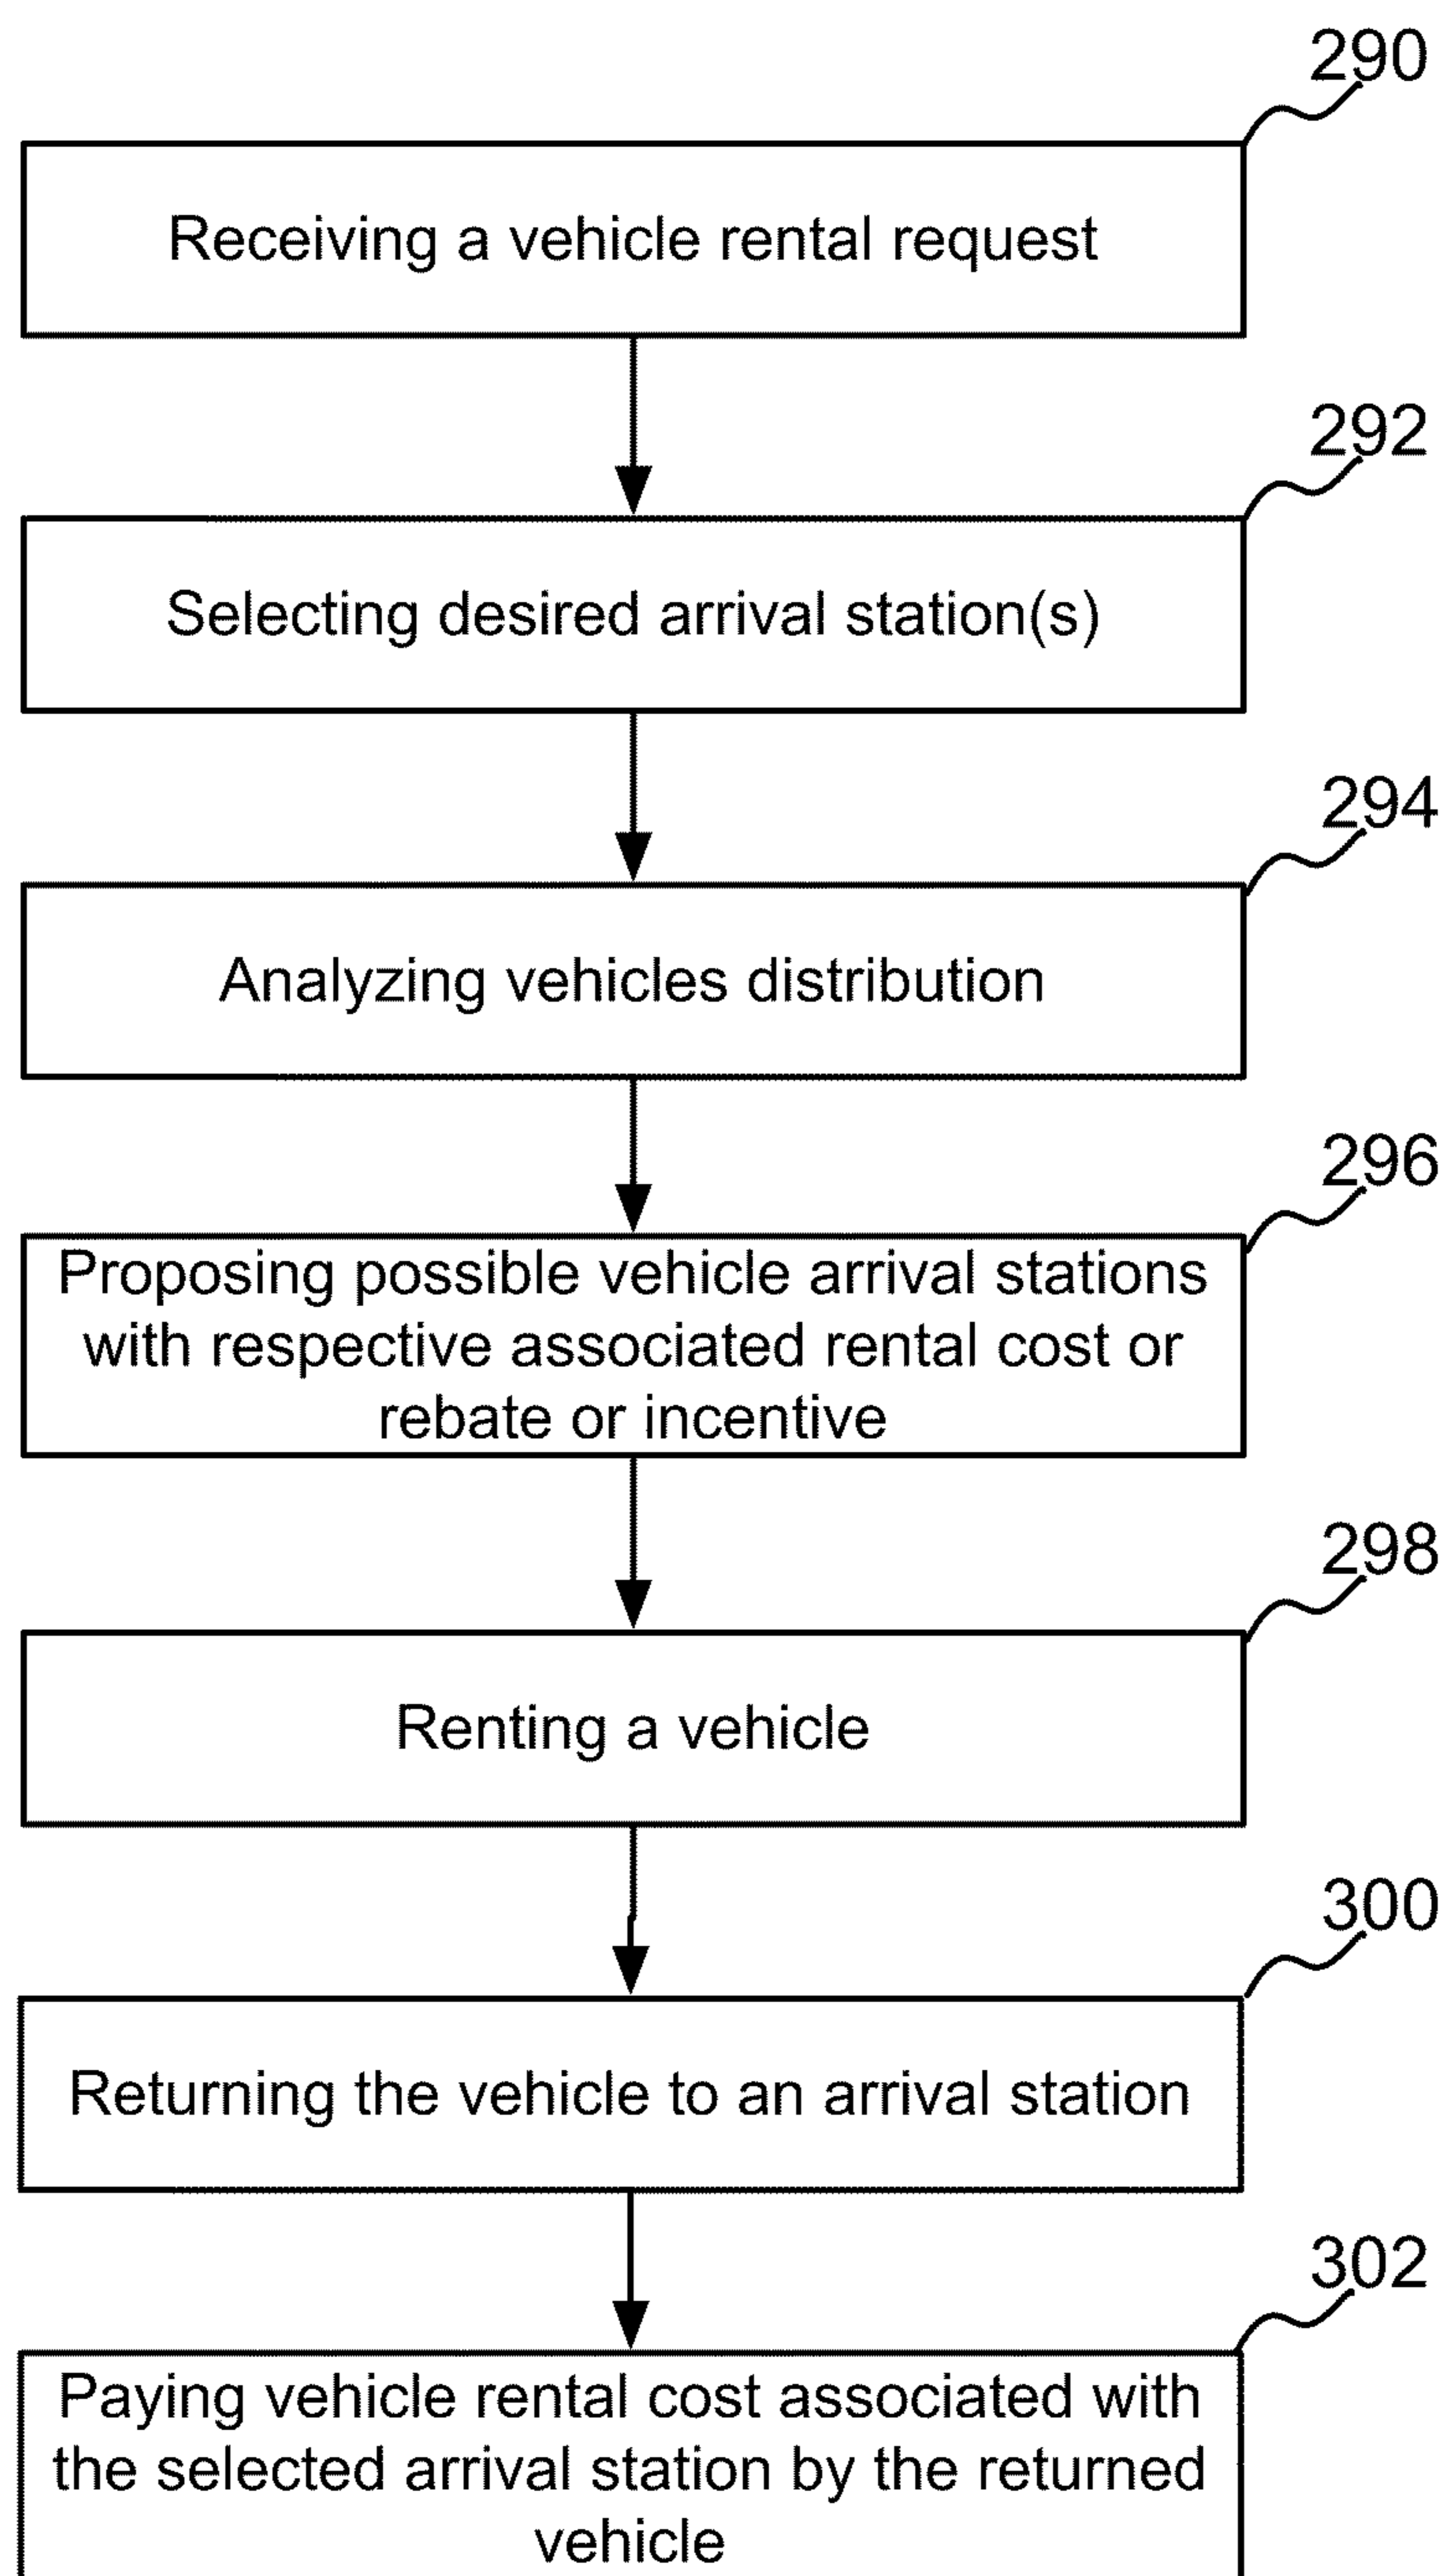 290
Receiving a vehicle rental request
292
Selecting desired arrival station(s)
294
Analyzing vehicles distribution
296
Proposing possible vehicle arrival stations
with respective associated rental cost or
rebate or incentive
298
Renting a vehicle
300
Returning the vehicle to an arrival station
302
Paying vehicle rental cost associated with
the selected arrival station by the returned
vehicle